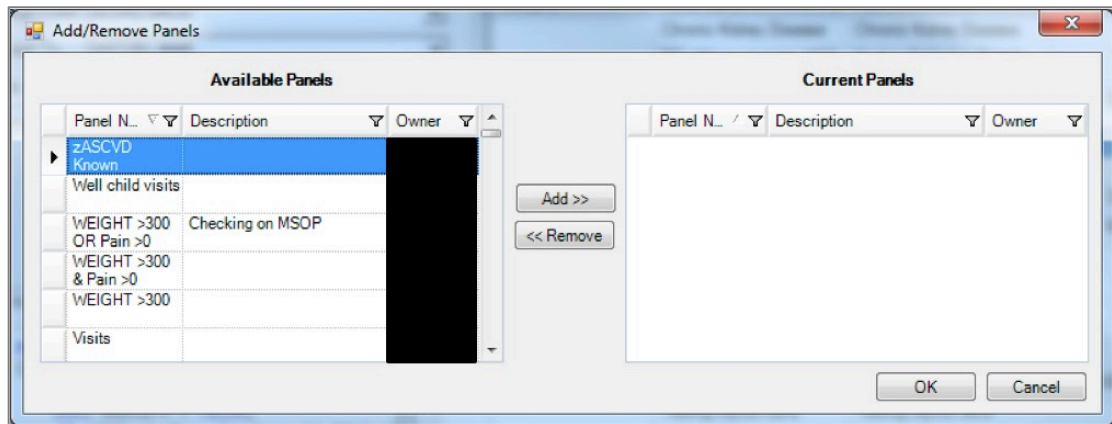 Add/Remove Panels
Available Panels
Panel N... Description Owner
zASCVD
Known
Well child visits
WEIGHT >300 Checking on MSOP
OR Pain >0
WEIGHT >300
& Pain >0
WEIGHT >300
Visits
Add >>
<< Remove
Current Panels
Panel N... Description Owner
OK Cancel